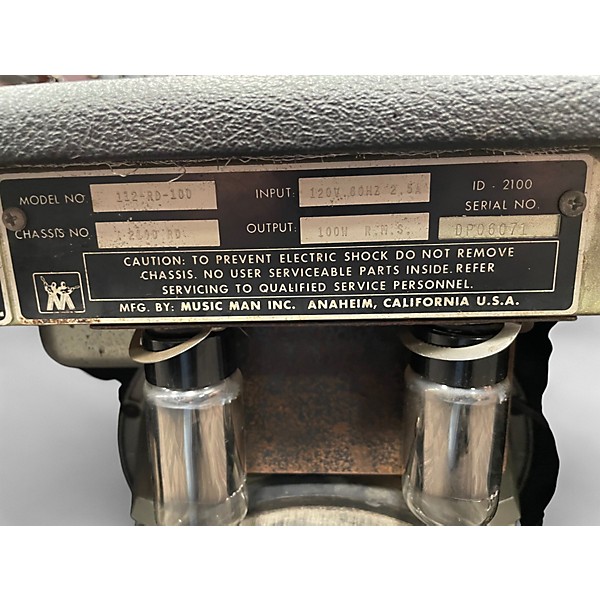 MODEL NO 112-RD-100 INPUT: 120V 60HZ 2.5A ID - 2100
SERIAL NO.
CHASSIS NO. RD OUTPUT: 100W R.M.S. DP06071
CAUTION: TO PREVENT ELECTRIC SHOCK DO NOT REMOVE
CHASSIS. NO USER SERVICEABLE PARTS INSIDE. REFER
SERVICING TO QUALIFIED SERVICE PERSONNEL.
MFG. BY: MUSIC MAN INC. ANAHEIM, CALIFORNIA U.S.A.